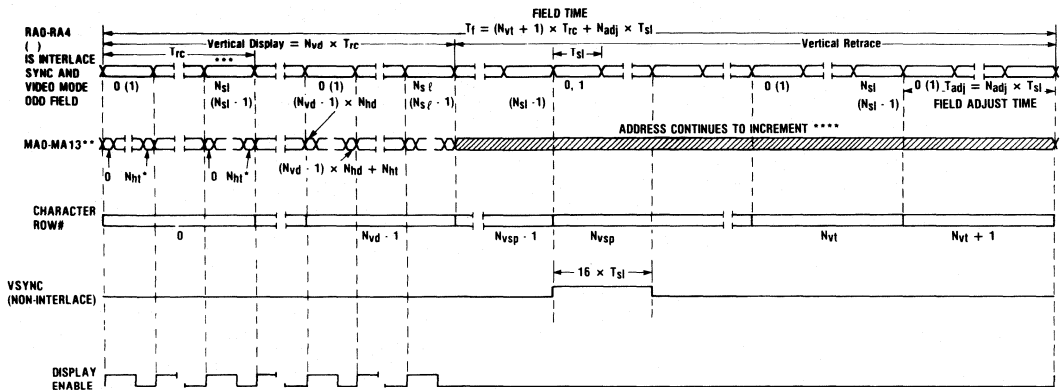 FIELD TIME
Tf = (Nvt + 1) × Trc + Nadj × Tsl
RA0-RA4
( )
IS INTERLACE
SYNC AND
VIDEO MODE
ODD FIELD
Vertical Display = Nvd × Trc
Vertical Retrace
Trc
***
Tsl
0 (1)
Nsl
(Nsl - 1)
0 (1)
(Nvd - 1) × Nhd
Nsℓ
(Nsℓ - 1)
(Nsl - 1)
0, 1
0 (1)
Nsl
(Nsl - 1)
0 (1)
Tadj = Nadj × Tsl
FIELD ADJUST TIME
ADDRESS CONTINUES TO INCREMENT ****
MA0-MA13**
0 Nht*
0 Nht*
(Nvd - 1) × Nhd + Nht
CHARACTER
ROW#
0
Nvd - 1
Nvsp - 1
Nvsp
Nvt
Nvt + 1
16 × Tsl
VSYNC
(NON-INTERLACE)
DISPLAY
ENABLE